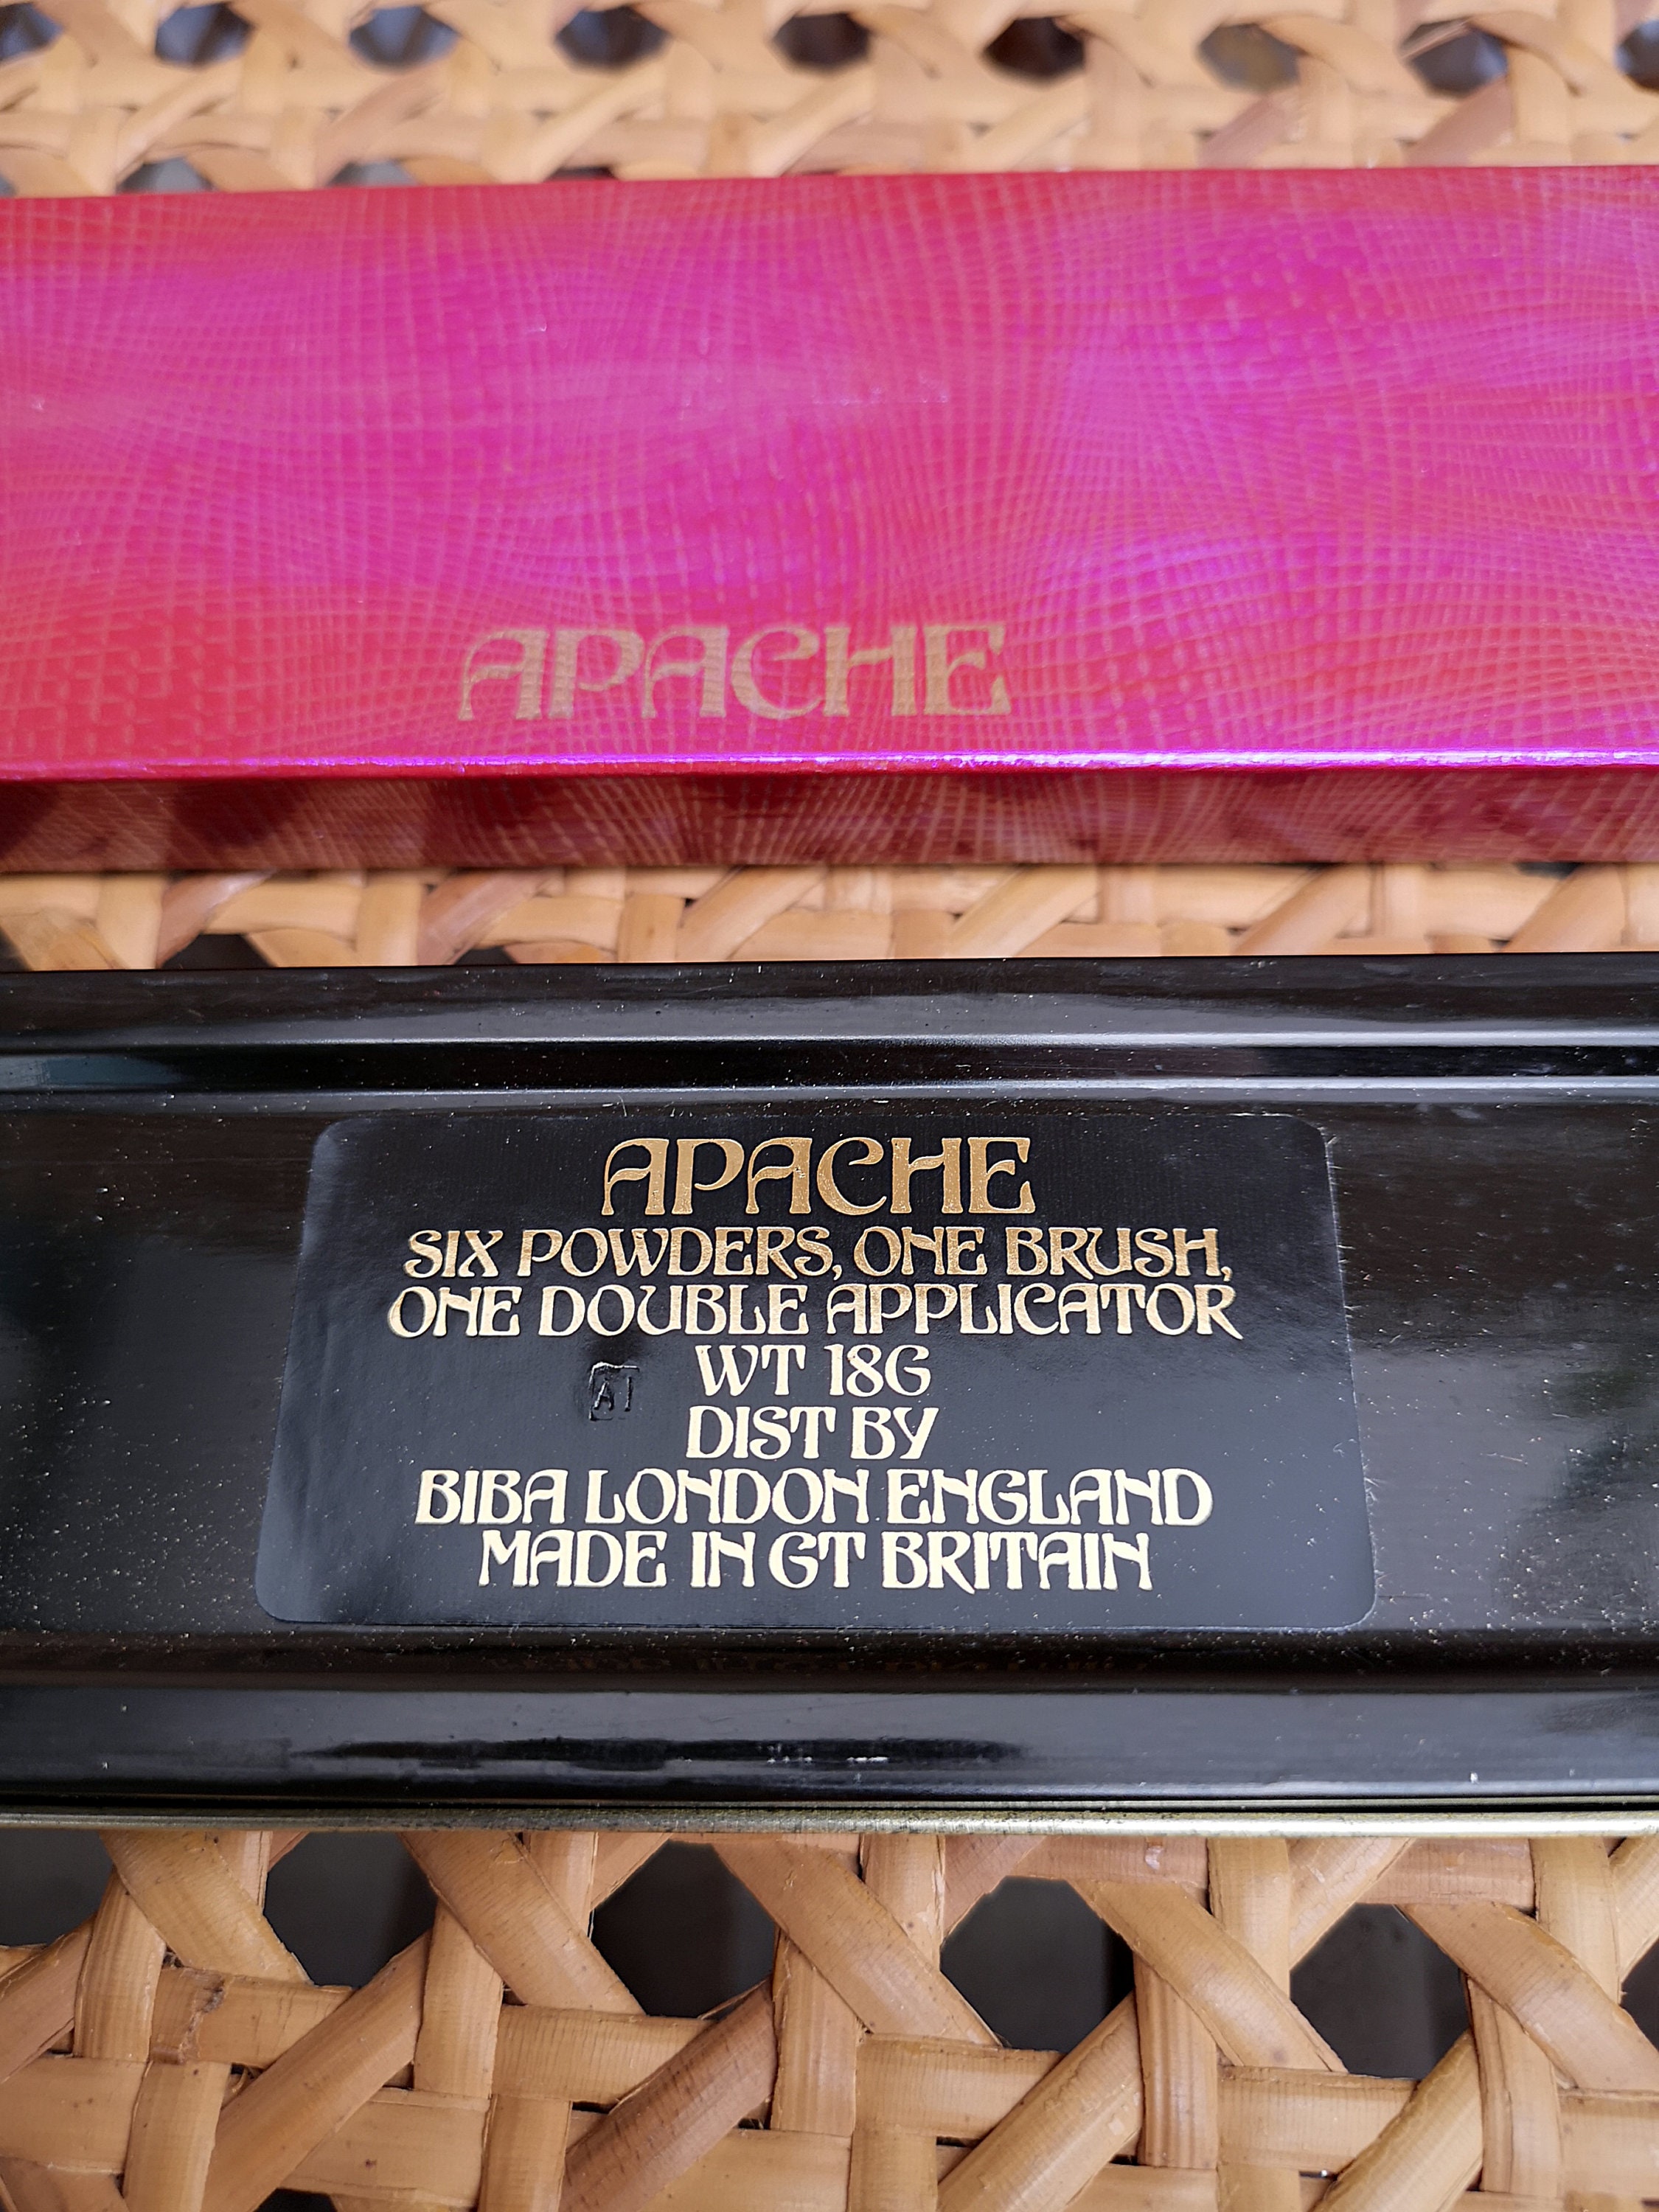 APACHE
APACHE
SIX POWDERS, ONE BRUSH,
ONE DOUBLE APPLICATOR
WT 18G
A1
DIST BY
BIBA LONDON ENGLAND
MADE IN GT BRITAIN